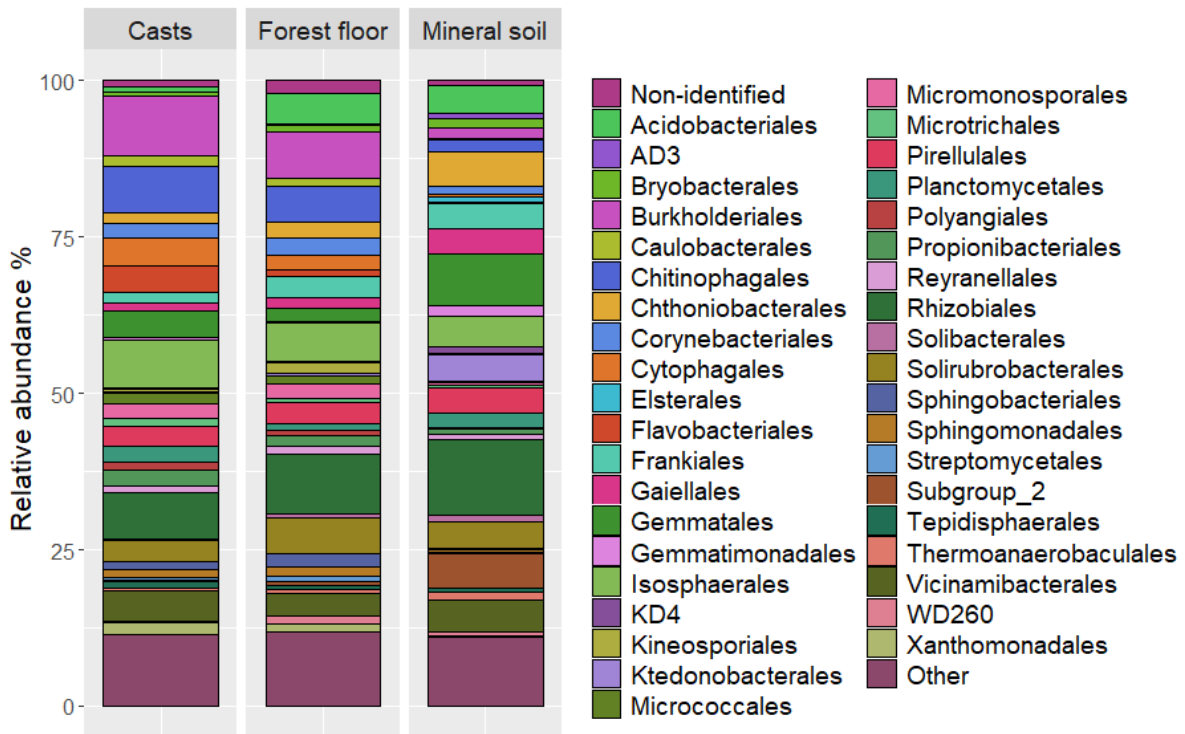 Casts
Forest floor
Mineral soil
Relative abundance %
100
75
50
25
0
Non-identified
Acidobacteriales
AD3
Bryobacterales
Burkholderiales
Caulobacterales
Chitinophagales
Chthoniobacterales
Corynebacteriales
Cytophagales
Elsterales
Flavobacteriales
Frankiales
Gaiellales
Gemmatales
Gemmatimonadales
Isosphaerales
KD4
Kineosporiales
Ktedonobacterales
Micrococcales
Micromonosporales
Microtrichales
Pirellulales
Planctomycetales
Polyangiales
Propionibacteriales
Reyranellales
Rhizobiales
Solibacterales
Solirubrobacterales
Sphingobacteriales
Sphingomonadales
Streptomycetales
Subgroup_2
Tepidisphaerales
Thermoanaerobaculales
Vicinamibacterales
WD260
Xanthomonadales
Other